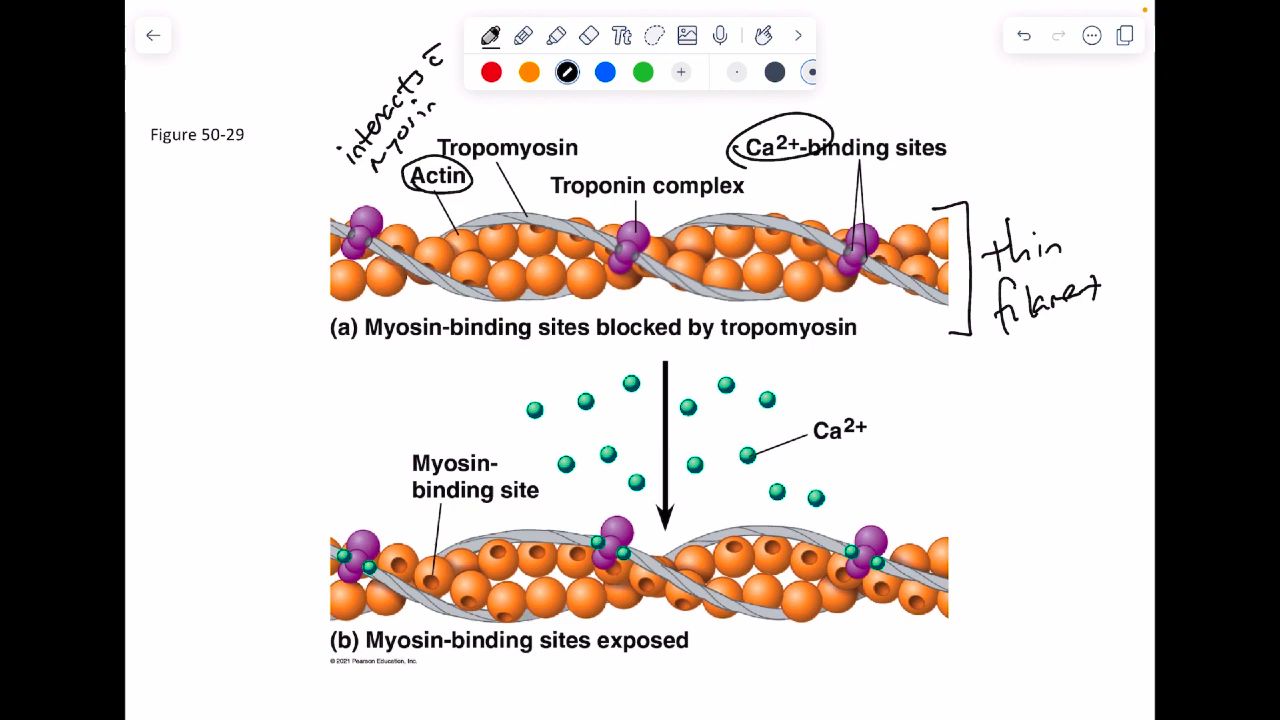 Tt
Figure 50-29
interacts c̄
myosin
Tropomyosin
Actin
Troponin complex
Ca2+-binding sites
thin
filament
(a) Myosin-binding sites blocked by tropomyosin
Ca2+
Myosin-
binding site
(b) Myosin-binding sites exposed
© 2021 Pearson Education, Inc.